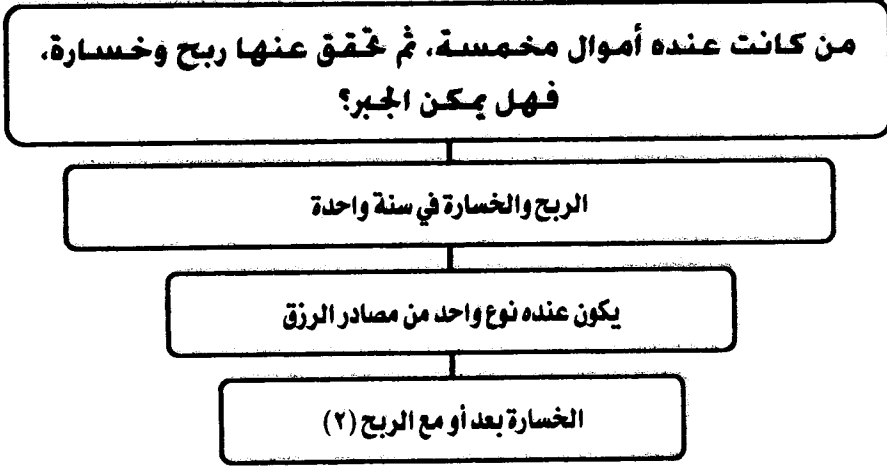 من كانت عنده أموال مخمسة، ثم تحقق عنها ربح وخسارة،
فهل يمكن الجبر؟
الربح والخسارة في سنة واحدة
يكون عنده نوع واحد من مصادر الرزق
الخسارة بعد أو مع الربح (٢)